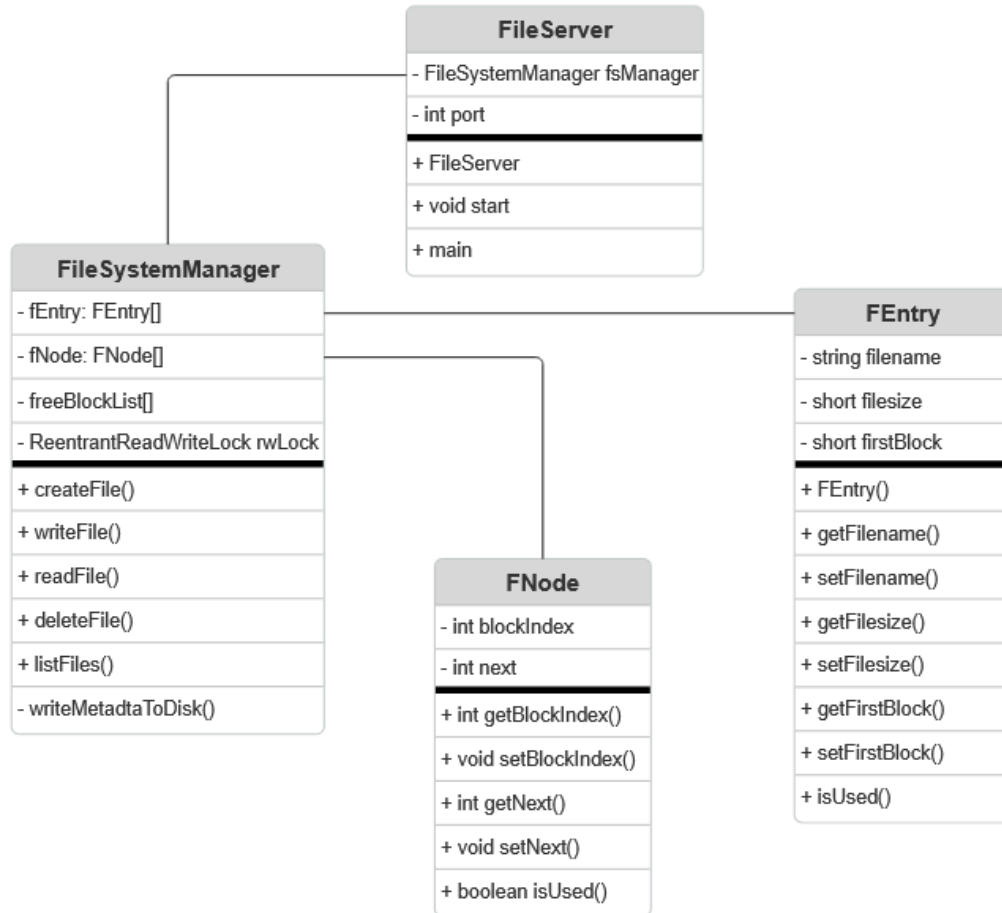 FileServer
- FileSystemManager fsManager
- int port
+ FileServer
+ void start
+ main
FileSystemManager
- fEntry: FEntry[]
- fNode: FNode[]
- freeBlockList[]
- ReentrantReadWriteLock rwLock
+ createFile()
+ writeFile()
+ readFile()
+ deleteFile()
+ listFiles()
- writeMetadtaToDisk()
FEntry
- string filename
- short filesize
- short firstBlock
+ FEntry()
+ getFilename()
+ setFilename()
+ getFilesize()
+ setFilesize()
+ getFirstBlock()
+ setFirstBlock()
+ isUsed()
FNode
- int blockIndex
- int next
+ int getBlockIndex()
+ void setBlockIndex()
+ int getNext()
+ void setNext()
+ boolean isUsed()